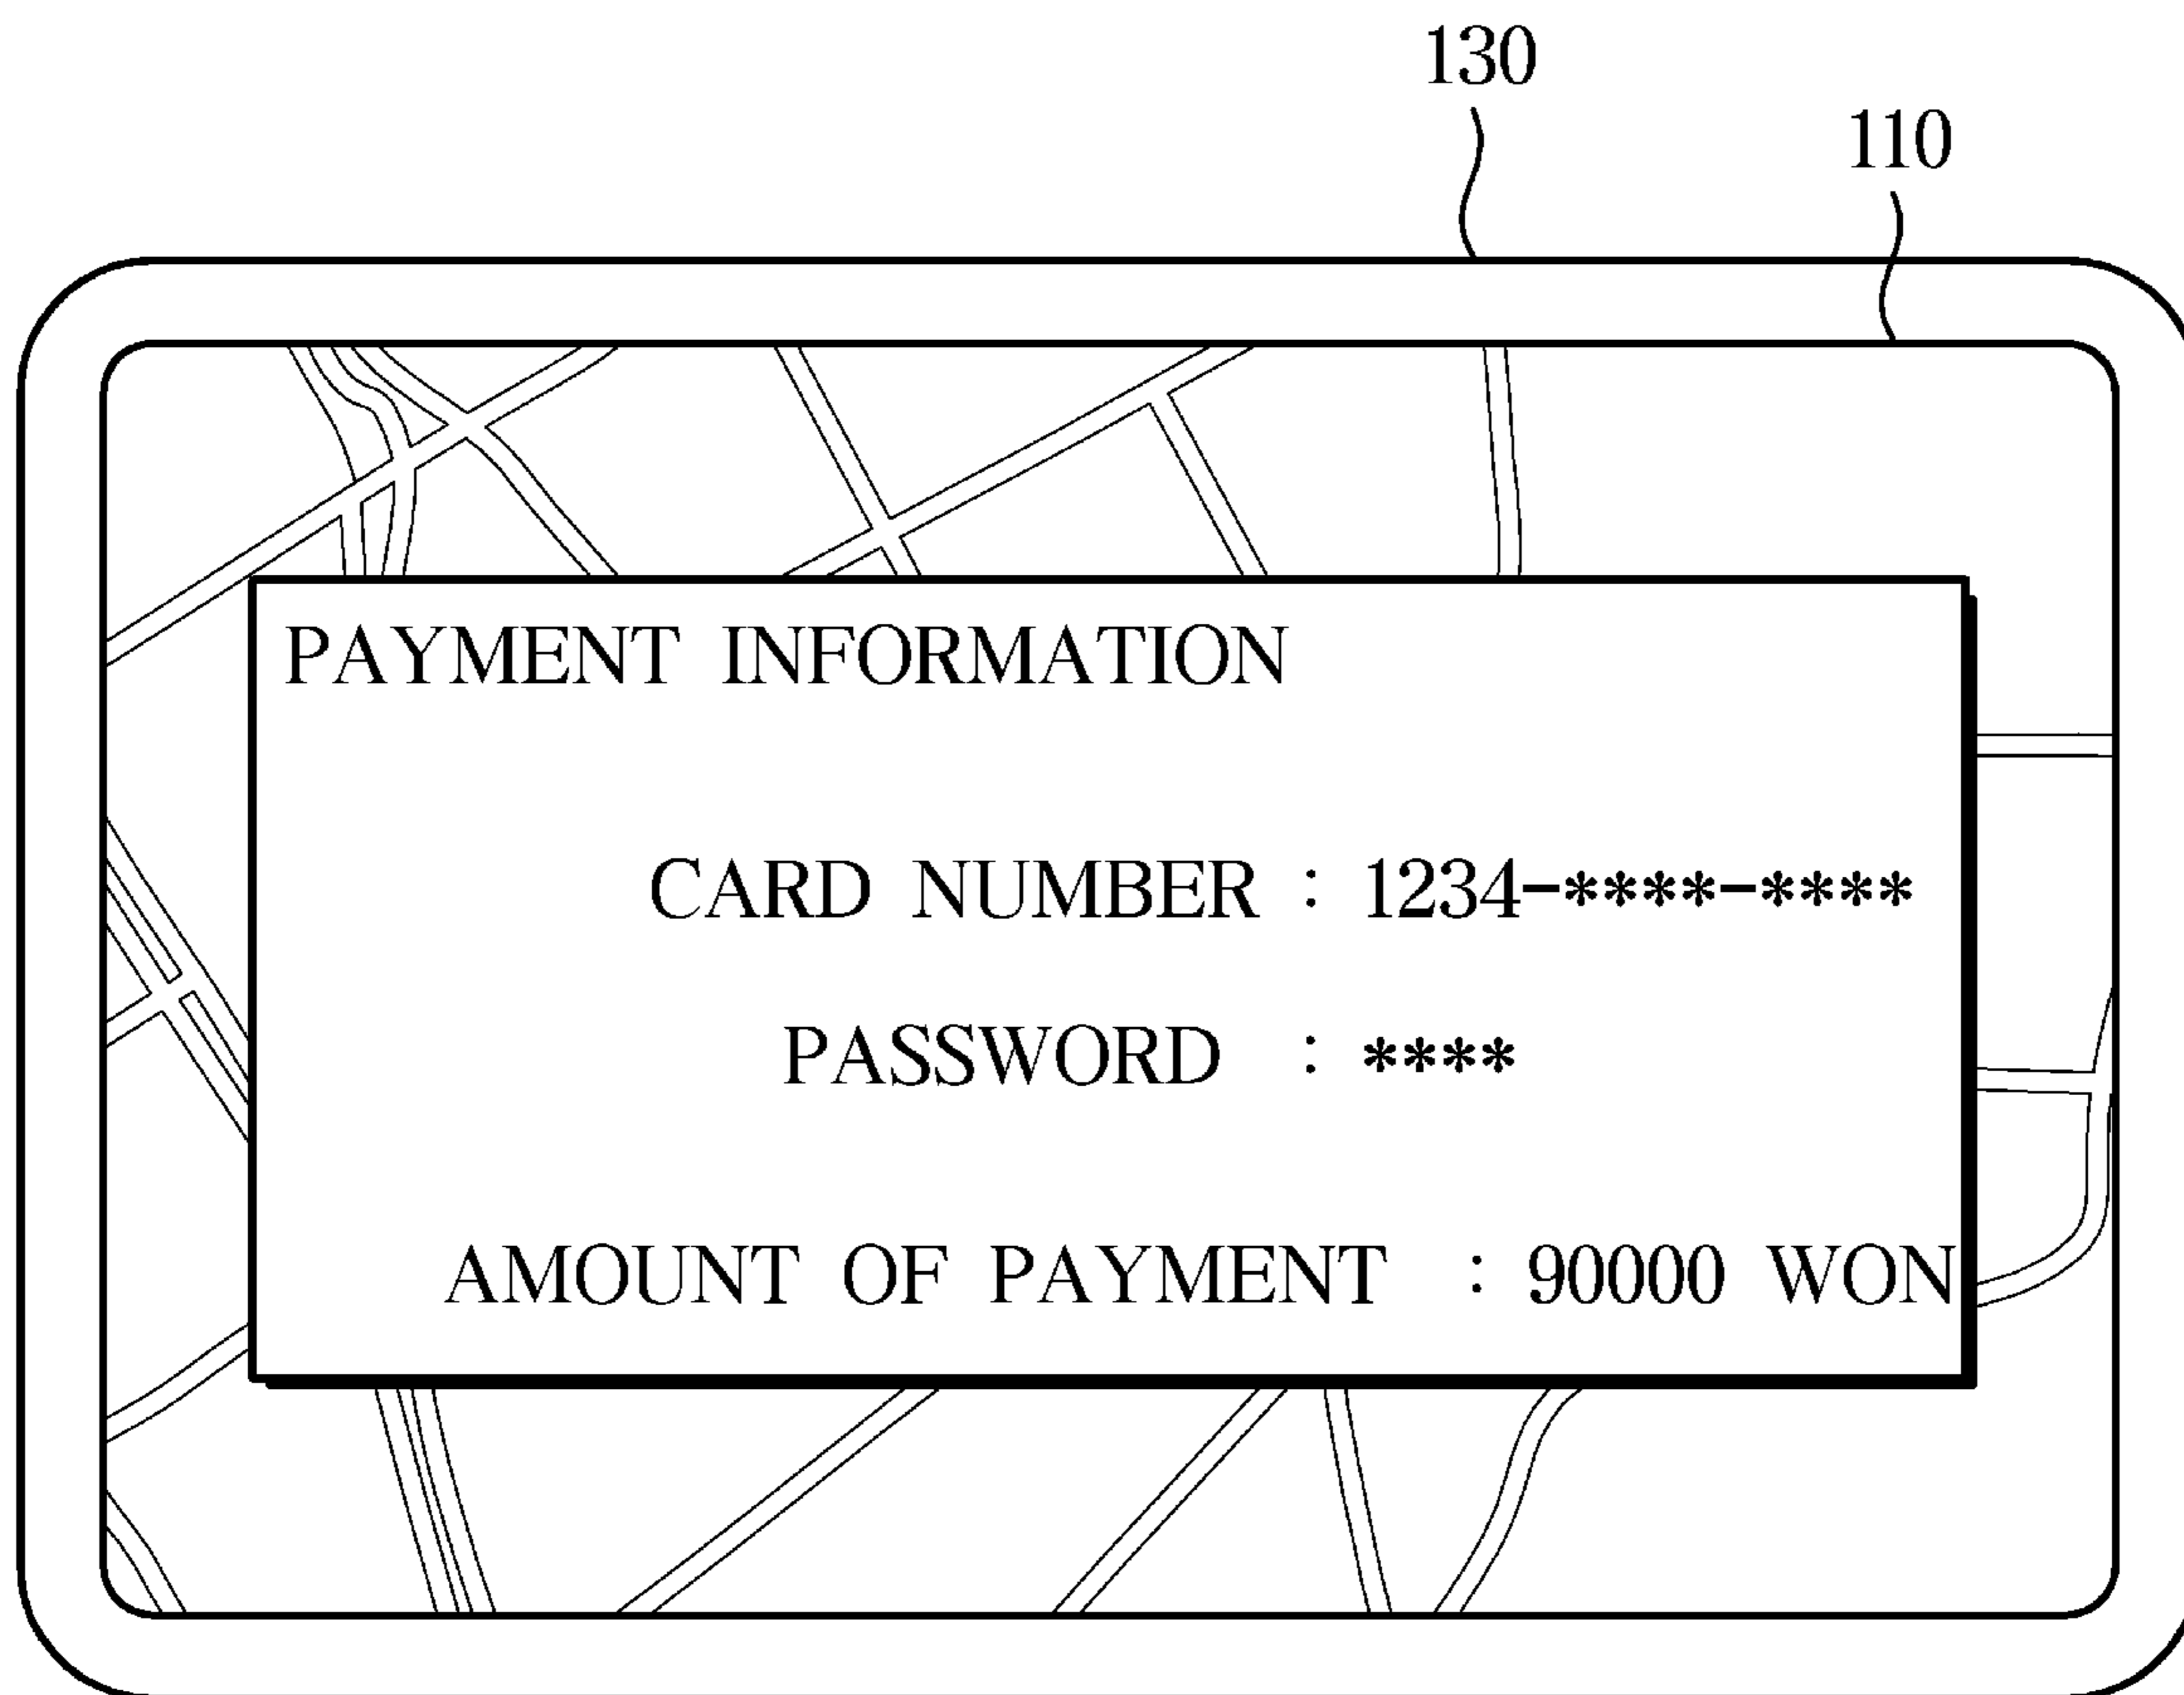 130
110
PAYMENT INFORMATION
CARD NUMBER : 1234-****-****
PASSWORD : ****
AMOUNT OF PAYMENT : 90000 WON